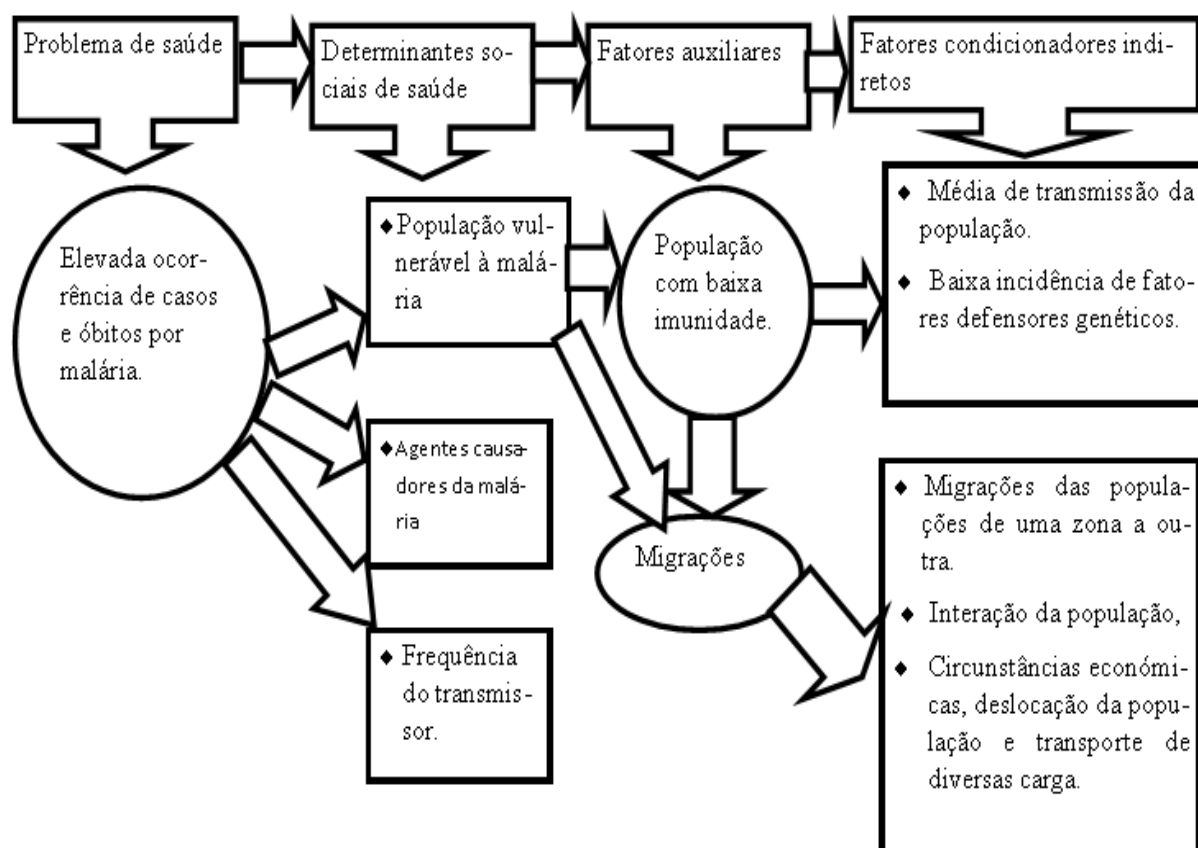 Problema de saúde
Determinantes so-
ciais de saúde
Fatores auxiliares
Fatores condicionadores indi-
retos
Elevada ocor-
rência de casos
e óbitos por
malária.
◆População vul-
nerável à malá-
ria
População
com baixa
imunidade.
◆ Média de transmissão da
população.
◆ Baixa incidência de fato-
res defensores genéticos.
◆Agentes causa-
dores da malá-
ria
Migrações
◆ Migrações das popula-
ções de uma zona a ou-
tra.
◆ Interação da população,
◆ Circunstâncias económi-
cas, deslocação da popu-
lação e transporte de
diversas carga.
◆ Frequência
do transmis-
sor.